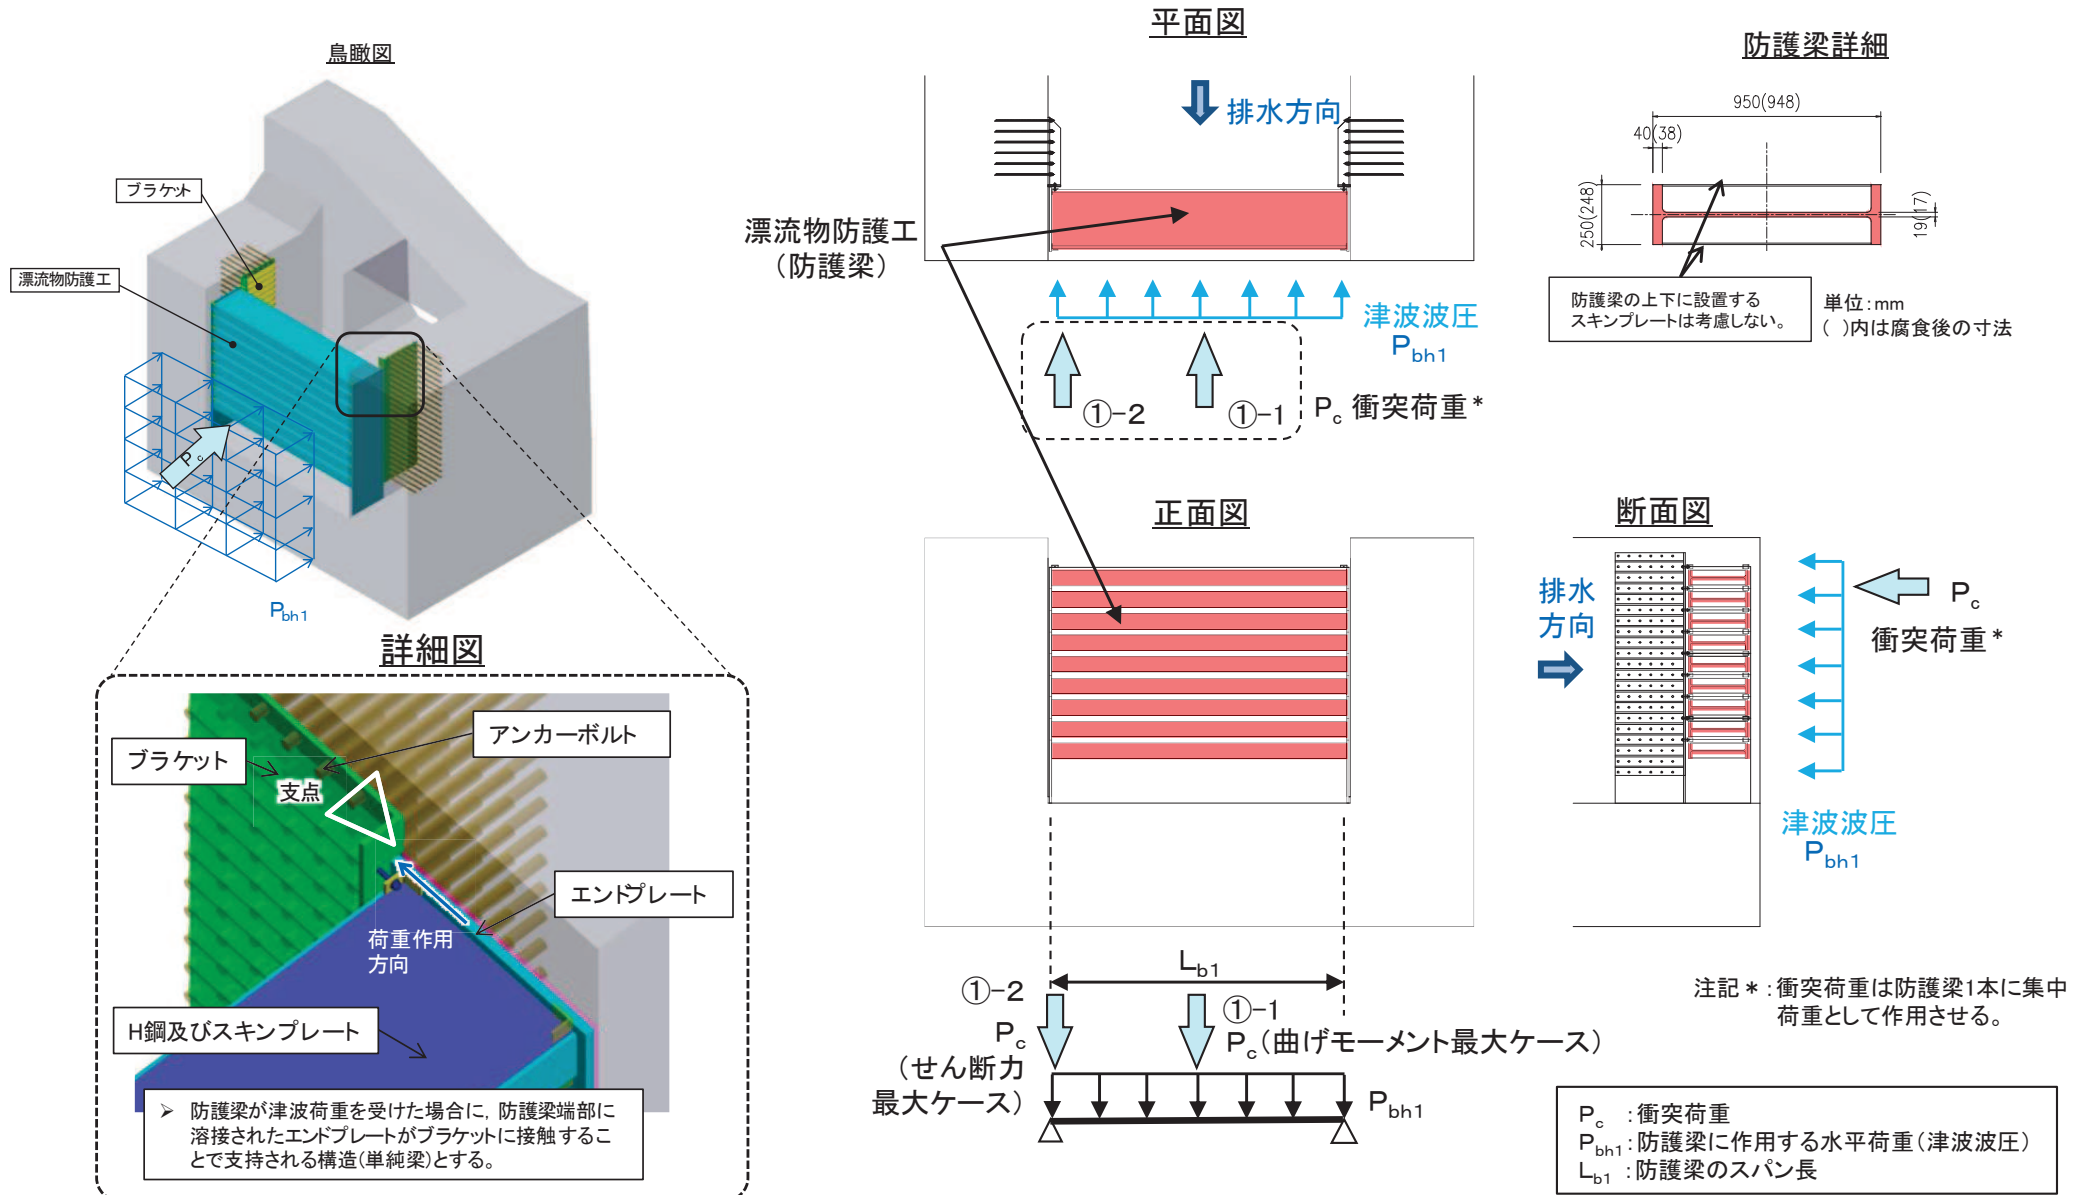 鳥瞰図
ブラケット
漂流物防護工
P_c
P_bh1
詳細図
ブラケット
アンカーボルト
支点
エンドプレート
荷重作用
方向
H鋼及びスキンプレート
➢ 防護梁が津波荷重を受けた場合に，防護梁端部に
溶接されたエンドプレートがブラケットに接触するこ
とで支持される構造(単純梁)とする。
平面図
排水方向
漂流物防護工
（防護梁）
津波波圧
P_bh1
①-2
①-1
P_c 衝突荷重*
防護梁詳細
950(948)
40(38)
250(248)
19(17)
防護梁の上下に設置する
スキンプレートは考慮しない。
単位：mm
( )内は腐食後の寸法
正面図
断面図
排水
方向
P_c
衝突荷重*
津波波圧
P_bh1
L_b1
①-2
P_c
(せん断力
最大ケース)
①-1
P_c(曲げモーメント最大ケース)
P_bh1
注記*：衝突荷重は防護梁1本に集中
荷重として作用させる。
P_c ：衝突荷重
P_bh1：防護梁に作用する水平荷重(津波波圧)
L_b1 ：防護梁のスパン長